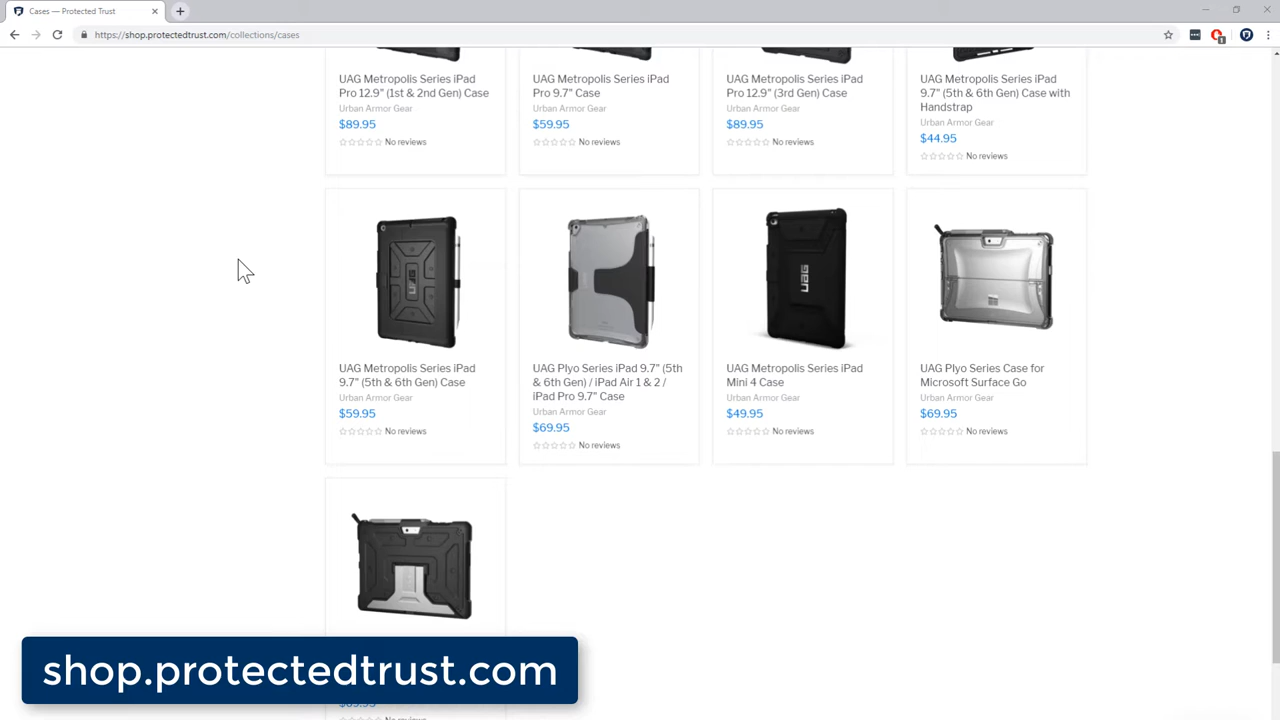 Cases — Protected Trust
https://shop.protectedtrust.com/collections/cases
UAG Metropolis Series iPad
Pro 12.9" (1st & 2nd Gen) Case
Urban Armor Gear
$89.95
No reviews
UAG Metropolis Series iPad
Pro 9.7" Case
Urban Armor Gear
$59.95
No reviews
UAG Metropolis Series iPad
Pro 12.9" (3rd Gen) Case
Urban Armor Gear
$89.95
No reviews
UAG Metropolis Series iPad
9.7" (5th & 6th Gen) Case with
Handstrap
Urban Armor Gear
$44.95
No reviews
UAG
UAG
UAG Metropolis Series iPad
9.7" (5th & 6th Gen) Case
Urban Armor Gear
$59.95
No reviews
UAG Plyo Series iPad 9.7" (5th
& 6th Gen) / iPad Air 1 & 2 /
iPad Pro 9.7" Case
Urban Armor Gear
$69.95
No reviews
UAG Metropolis Series iPad
Mini 4 Case
Urban Armor Gear
$49.95
No reviews
UAG Plyo Series Case for
Microsoft Surface Go
Urban Armor Gear
$69.95
No reviews
shop.protectedtrust.com
No reviews